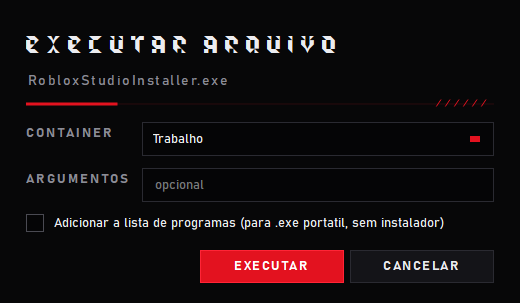 EXECUTAR ARQUIVO
RobloxStudioInstaller.exe
CONTAINER
Trabalho
ARGUMENTOS
opcional
Adicionar a lista de programas (para .exe portatil, sem instalador)
EXECUTAR
CANCELAR